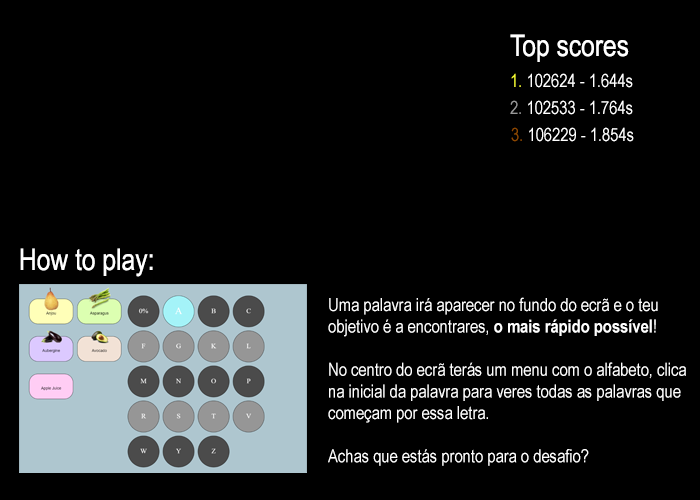 Top scores
1. 102624 - 1.644s
2. 102533 - 1.764s
3. 106229 - 1.854s
How to play:
Anjou Asparagus 0% A B C
Aubergine Avocado F G K L
Apple Juice M N O P
R S T V
W Y Z
Uma palavra irá aparecer no fundo do ecrã e o teu
objetivo é a encontrares, o mais rápido possível!
No centro do ecrã terás um menu com o alfabeto, clica
na inicial da palavra para veres todas as palavras que
começam por essa letra.
Achas que estás pronto para o desafio?